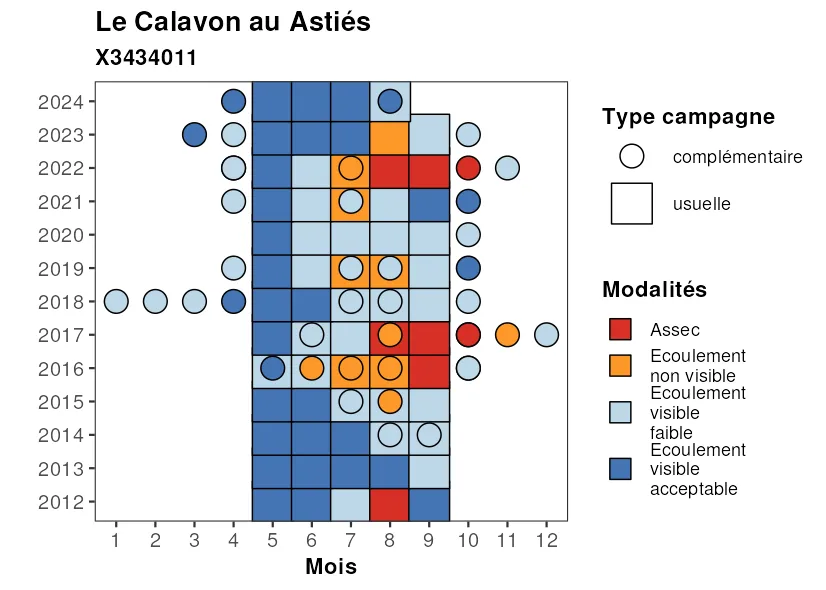 Le Calavon au Astiés
X3434011
2024
2023
2022
2021
2020
2019
2018
2017
2016
2015
2014
2013
2012
1 2 3 4 5 6 7 8 9 10 11 12
Mois
Type campagne
complémentaire
usuelle
Modalités
Assec
Ecoulement
non visible
Ecoulement
visible
faible
Ecoulement
visible
acceptable